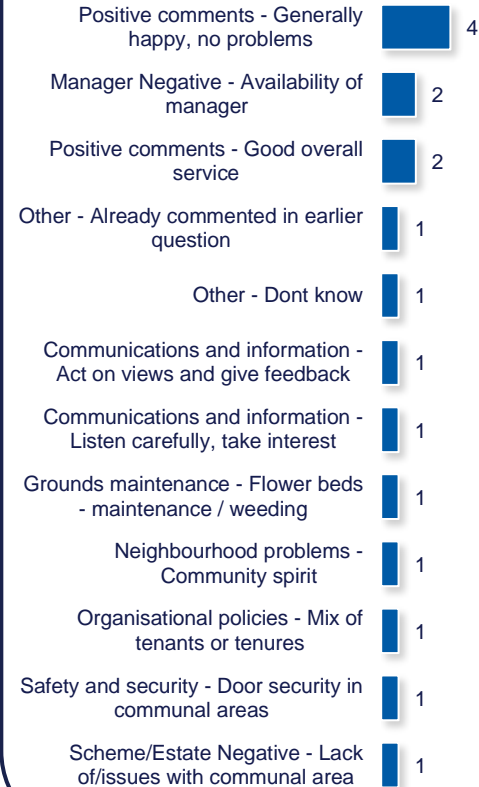 Positive comments - Generally
happy, no problems
4
Manager Negative - Availability of
manager
2
Positive comments - Good overall
service
2
Other - Already commented in earlier
question
1
Other - Dont know
1
Communications and information -
Act on views and give feedback
1
Communications and information -
Listen carefully, take interest
1
Grounds maintenance - Flower beds
- maintenance / weeding
1
Neighbourhood problems -
Community spirit
1
Organisational policies - Mix of
tenants or tenures
1
Safety and security - Door security in
communal areas
1
Scheme/Estate Negative - Lack
of/issues with communal area
1